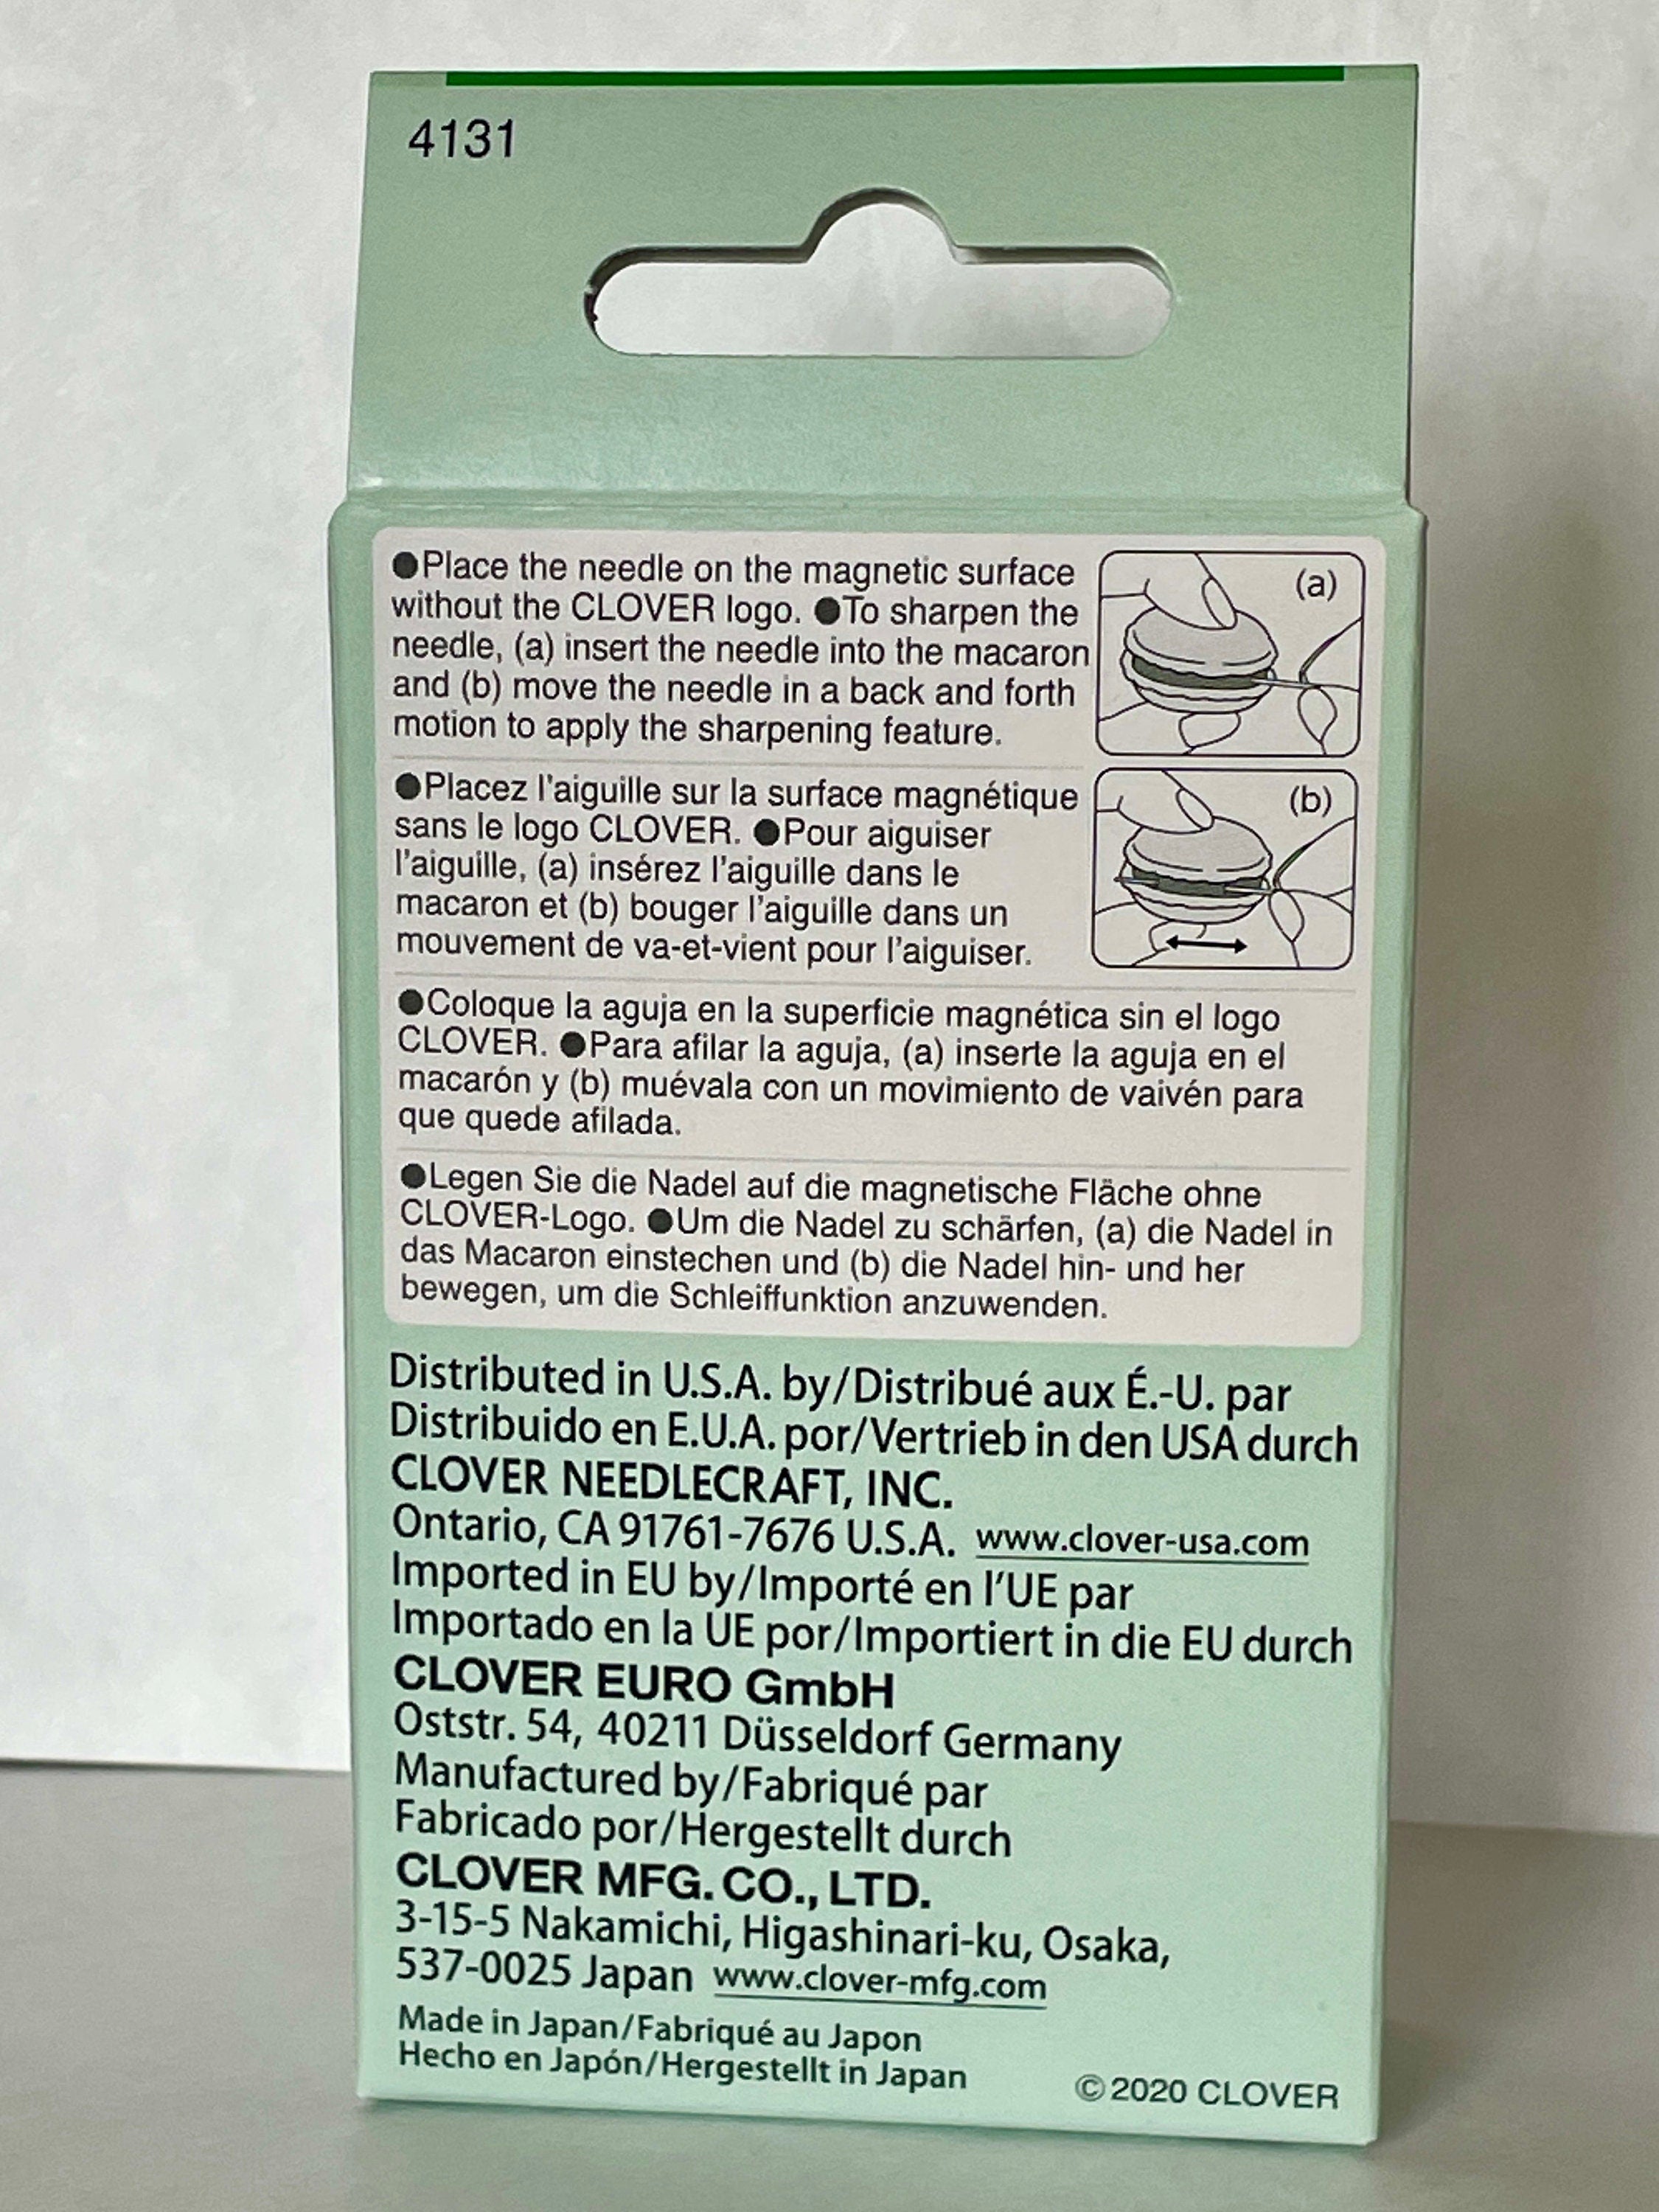 4131
●Place the needle on the magnetic surface
without the CLOVER logo. ●To sharpen the
needle, (a) insert the needle into the macaron
and (b) move the needle in a back and forth
motion to apply the sharpening feature.
(a)
●Placez l'aiguille sur la surface magnétique
sans le logo CLOVER. ●Pour aiguiser
l'aiguille, (a) insérez l'aiguille dans le
macaron et (b) bouger l'aiguille dans un
mouvement de va-et-vient pour l'aiguiser.
(b)
●Coloque la aguja en la superficie magnética sin el logo
CLOVER. ●Para afilar la aguja, (a) inserte la aguja en el
macarón y (b) muévala con un movimiento de vaivén para
que quede afilada.
●Legen Sie die Nadel auf die magnetische Fläche ohne
CLOVER-Logo. ●Um die Nadel zu schärfen, (a) die Nadel in
das Macaron einstechen und (b) die Nadel hin- und her
bewegen, um die Schleiffunktion anzuwenden.
Distributed in U.S.A. by/Distribué aux É.-U. par
Distribuido en E.U.A. por/Vertrieb in den USA durch
CLOVER NEEDLECRAFT, INC.
Ontario, CA 91761-7676 U.S.A. www.clover-usa.com
Imported in EU by/Importé en l'UE par
Importado en la UE por/Importiert in die EU durch
CLOVER EURO GmbH
Oststr. 54, 40211 Düsseldorf Germany
Manufactured by/Fabriqué par
Fabricado por/Hergestellt durch
CLOVER MFG. CO., LTD.
3-15-5 Nakamichi, Higashinari-ku, Osaka,
537-0025 Japan www.clover-mfg.com
Made in Japan/Fabriqué au Japon
Hecho en Japón/Hergestellt in Japan
© 2020 CLOVER